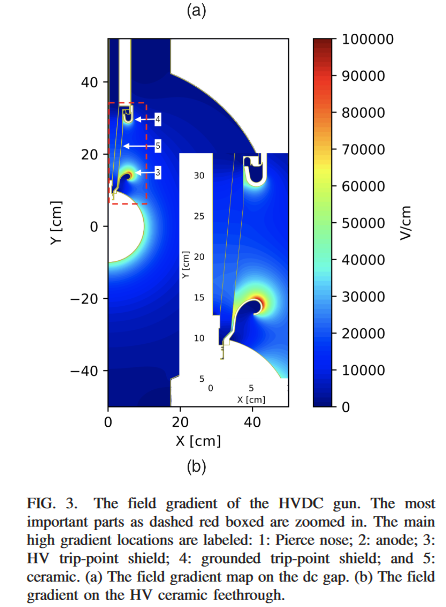 (a)
100000
90000
80000
70000
60000
50000
40000
30000
20000
10000
0
V/cm
40
20
0
−20
−40
Y [cm]
0
20
40
X [cm]
4
5
3
30
25
20
15
10
5
Y [cm]
0
5
X [cm]
(b)
FIG. 3. The field gradient of the HVDC gun. The most
important parts as dashed red boxed are zoomed in. The main
high gradient locations are labeled: 1: Pierce nose; 2: anode; 3:
HV trip-point shield; 4: grounded trip-point shield; and 5:
ceramic. (a) The field gradient map on the dc gap. (b) The field
gradient on the HV ceramic feethrough.